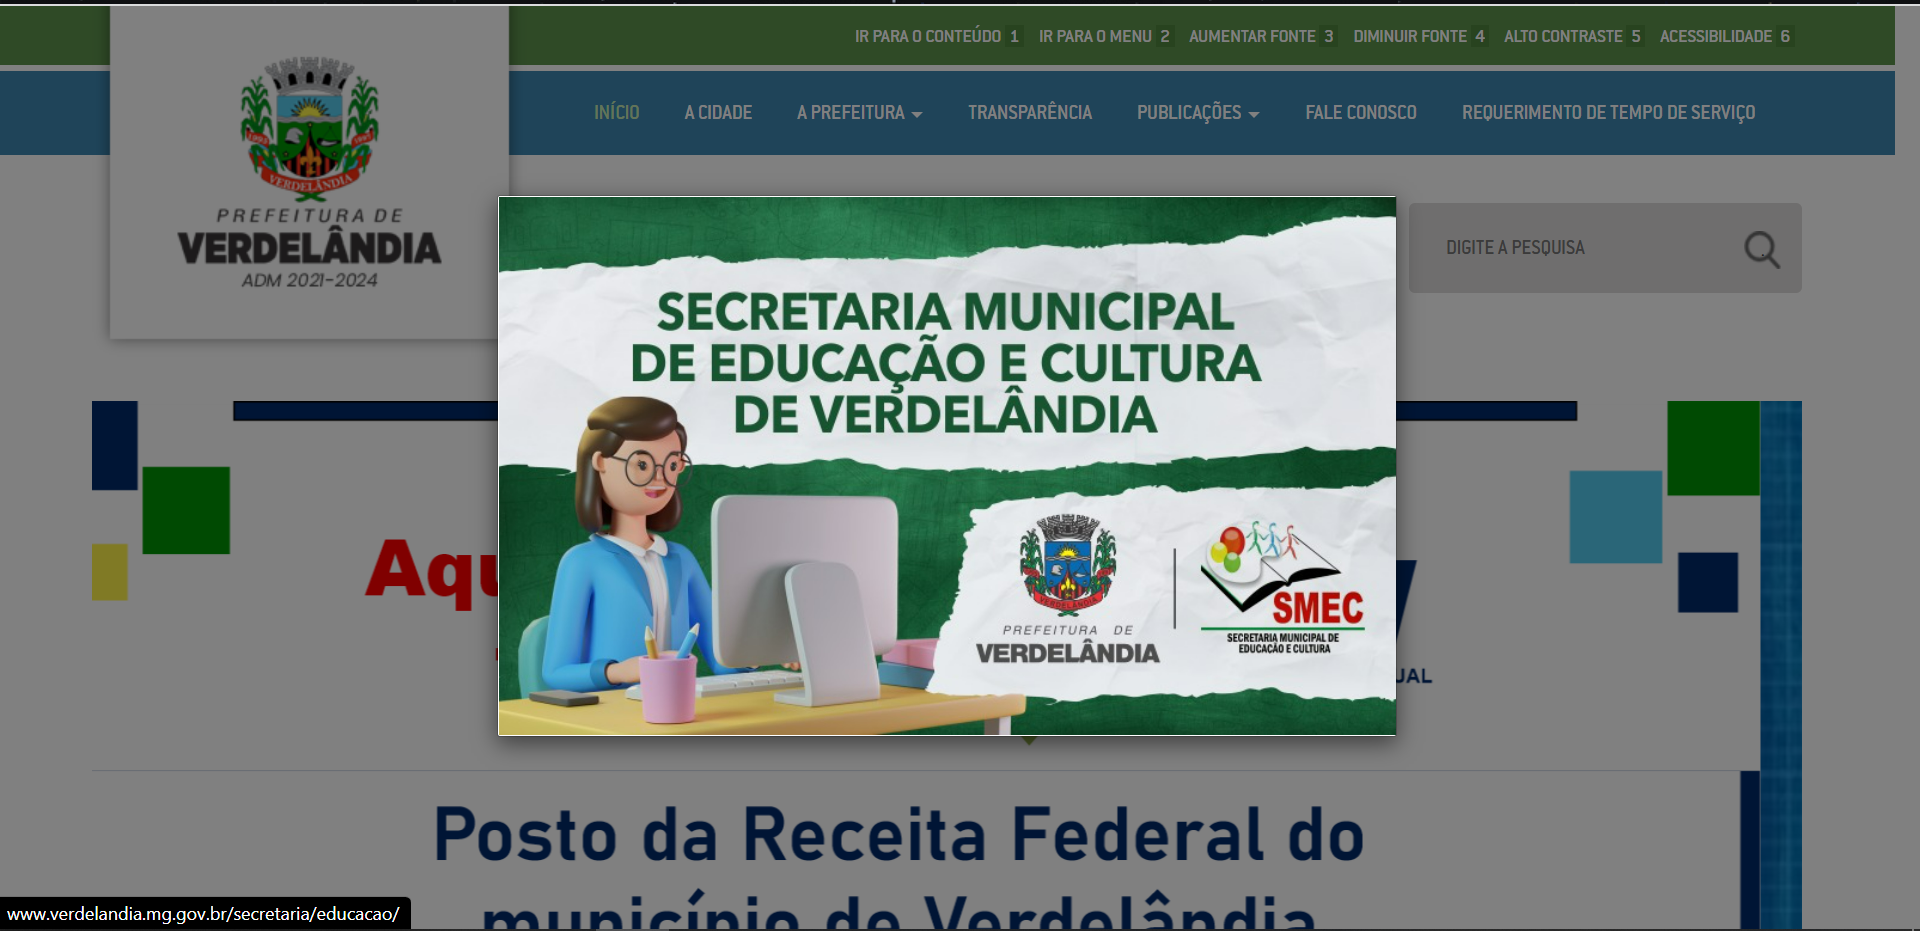 IR PARA O CONTEÚDO 1 IR PARA O MENU 2 AUMENTAR FONTE 3 DIMINUIR FONTE 4 ALTO CONTRASTE 5 ACESSIBILIDADE 6
INÍCIO A CIDADE A PREFEITURA TRANSPARÊNCIA PUBLICAÇÕES FALE CONOSCO REQUERIMENTO DE TEMPO DE SERVIÇO
VERDELÂNDIA
PREFEITURA DE
VERDELÂNDIA
ADM 2021-2024
DIGITE A PESQUISA
SECRETARIA MUNICIPAL
DE EDUCAÇÃO E CULTURA
DE VERDELÂNDIA
VERDELÂNDIA
PREFEITURA DE
VERDELÂNDIA
SMEC
SECRETARIA MUNICIPAL DE
EDUCAÇÃO E CULTURA
Posto da Receita Federal do
município de Verdelândia
www.verdelandia.mg.gov.br/secretaria/educacao/